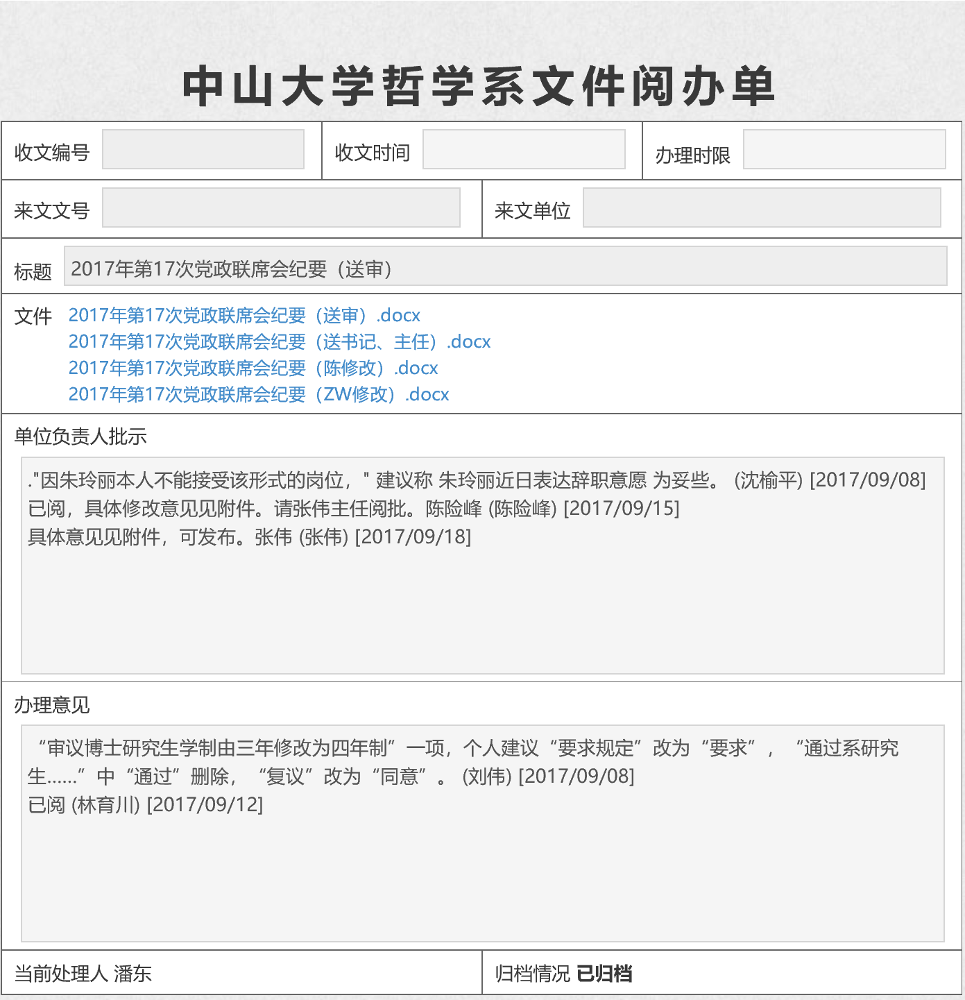 中山大学哲学系文件阅办单
收文编号 收文时间 办理时限
来文文号 来文单位
标题 2017年第17次党政联席会纪要（送审）
文件 2017年第17次党政联席会纪要（送审）.docx
2017年第17次党政联席会纪要（送书记、主任）.docx
2017年第17次党政联席会纪要（陈修改）.docx
2017年第17次党政联席会纪要（ZW修改）.docx
单位负责人批示
."因朱玲丽本人不能接受该形式的岗位，" 建议称 朱玲丽近日表达辞职意愿 为妥些。 (沈榆平) [2017/09/08]
已阅，具体修改意见见附件。请张伟主任阅批。陈险峰 (陈险峰) [2017/09/15]
具体意见见附件，可发布。张伟 (张伟) [2017/09/18]
办理意见
“审议博士研究生学制由三年修改为四年制”一项，个人建议“要求规定”改为“要求”，“通过系研究
生……”中“通过”删除，“复议”改为“同意”。 (刘伟) [2017/09/08]
已阅 (林育川) [2017/09/12]
当前处理人 潘东 归档情况 已归档